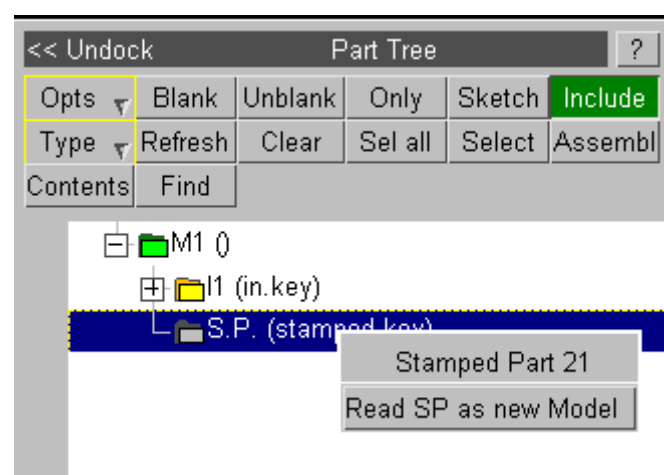 << Undock Part Tree ?
Opts Blank Unblank Only Sketch Include
Type Refresh Clear Sel all Select Assembl
Contents Find
M1 ()
I1 (in.key)
S.P. (stamped.key)
Stamped Part 21
Read SP as new Model